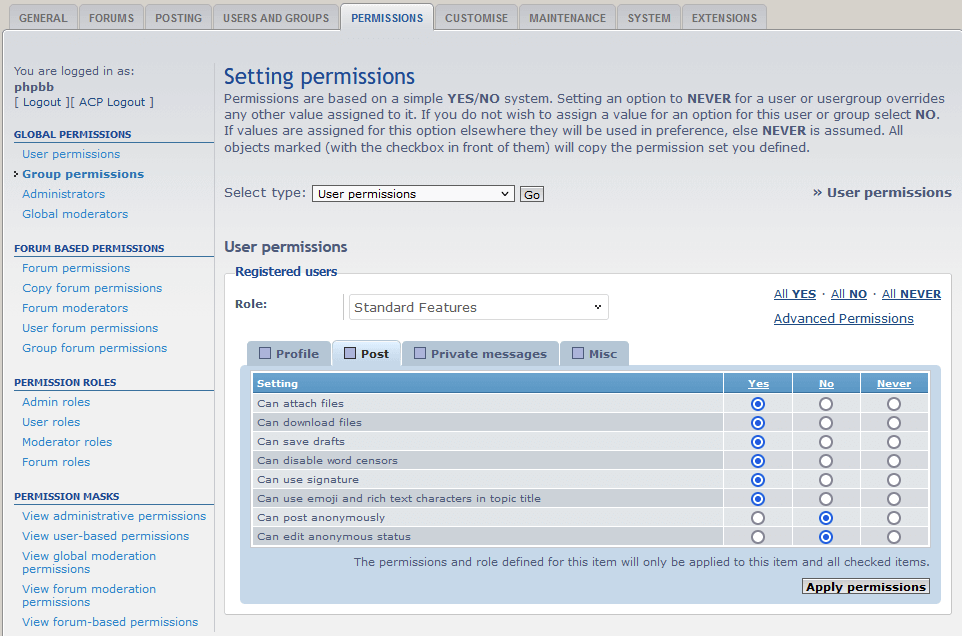 GENERAL FORUMS POSTING USERS AND GROUPS PERMISSIONS CUSTOMISE MAINTENANCE SYSTEM EXTENSIONS
You are logged in as:
phpbb
[ Logout ][ ACP Logout ]
GLOBAL PERMISSIONS
User permissions
Group permissions
Administrators
Global moderators
FORUM BASED PERMISSIONS
Forum permissions
Copy forum permissions
Forum moderators
User forum permissions
Group forum permissions
PERMISSION ROLES
Admin roles
User roles
Moderator roles
Forum roles
PERMISSION MASKS
View administrative permissions
View user-based permissions
View global moderation
permissions
View forum moderation
permissions
View forum-based permissions
Setting permissions
Permissions are based on a simple YES/NO system. Setting an option to NEVER for a user or usergroup overrides
any other value assigned to it. If you do not wish to assign a value for an option for this user or group select NO.
If values are assigned for this option elsewhere they will be used in preference, else NEVER is assumed. All
objects marked (with the checkbox in front of them) will copy the permission set you defined.
Select type: User permissions Go » User permissions
User permissions
Registered users
Role: Standard Features
All YES · All NO · All NEVER
Advanced Permissions
Profile Post Private messages Misc
Setting Yes No Never
Can attach files
Can download files
Can save drafts
Can disable word censors
Can use signature
Can use emoji and rich text characters in topic title
Can post anonymously
Can edit anonymous status
The permissions and role defined for this item will only be applied to this item and all checked items.
Apply permissions